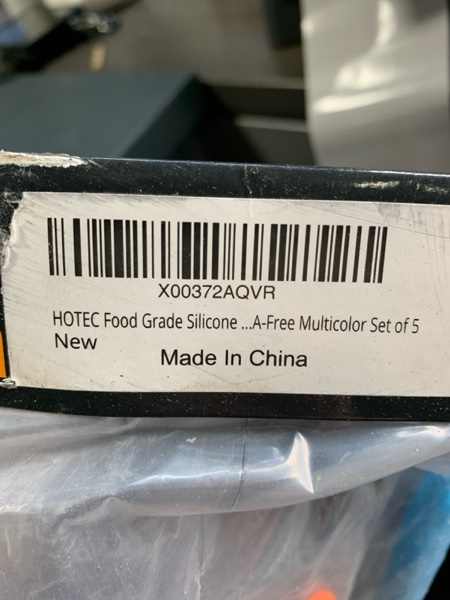 X00372AQVR
HOTEC Food Grade Silicone ...A-Free Multicolor Set of 5
New
Made In China